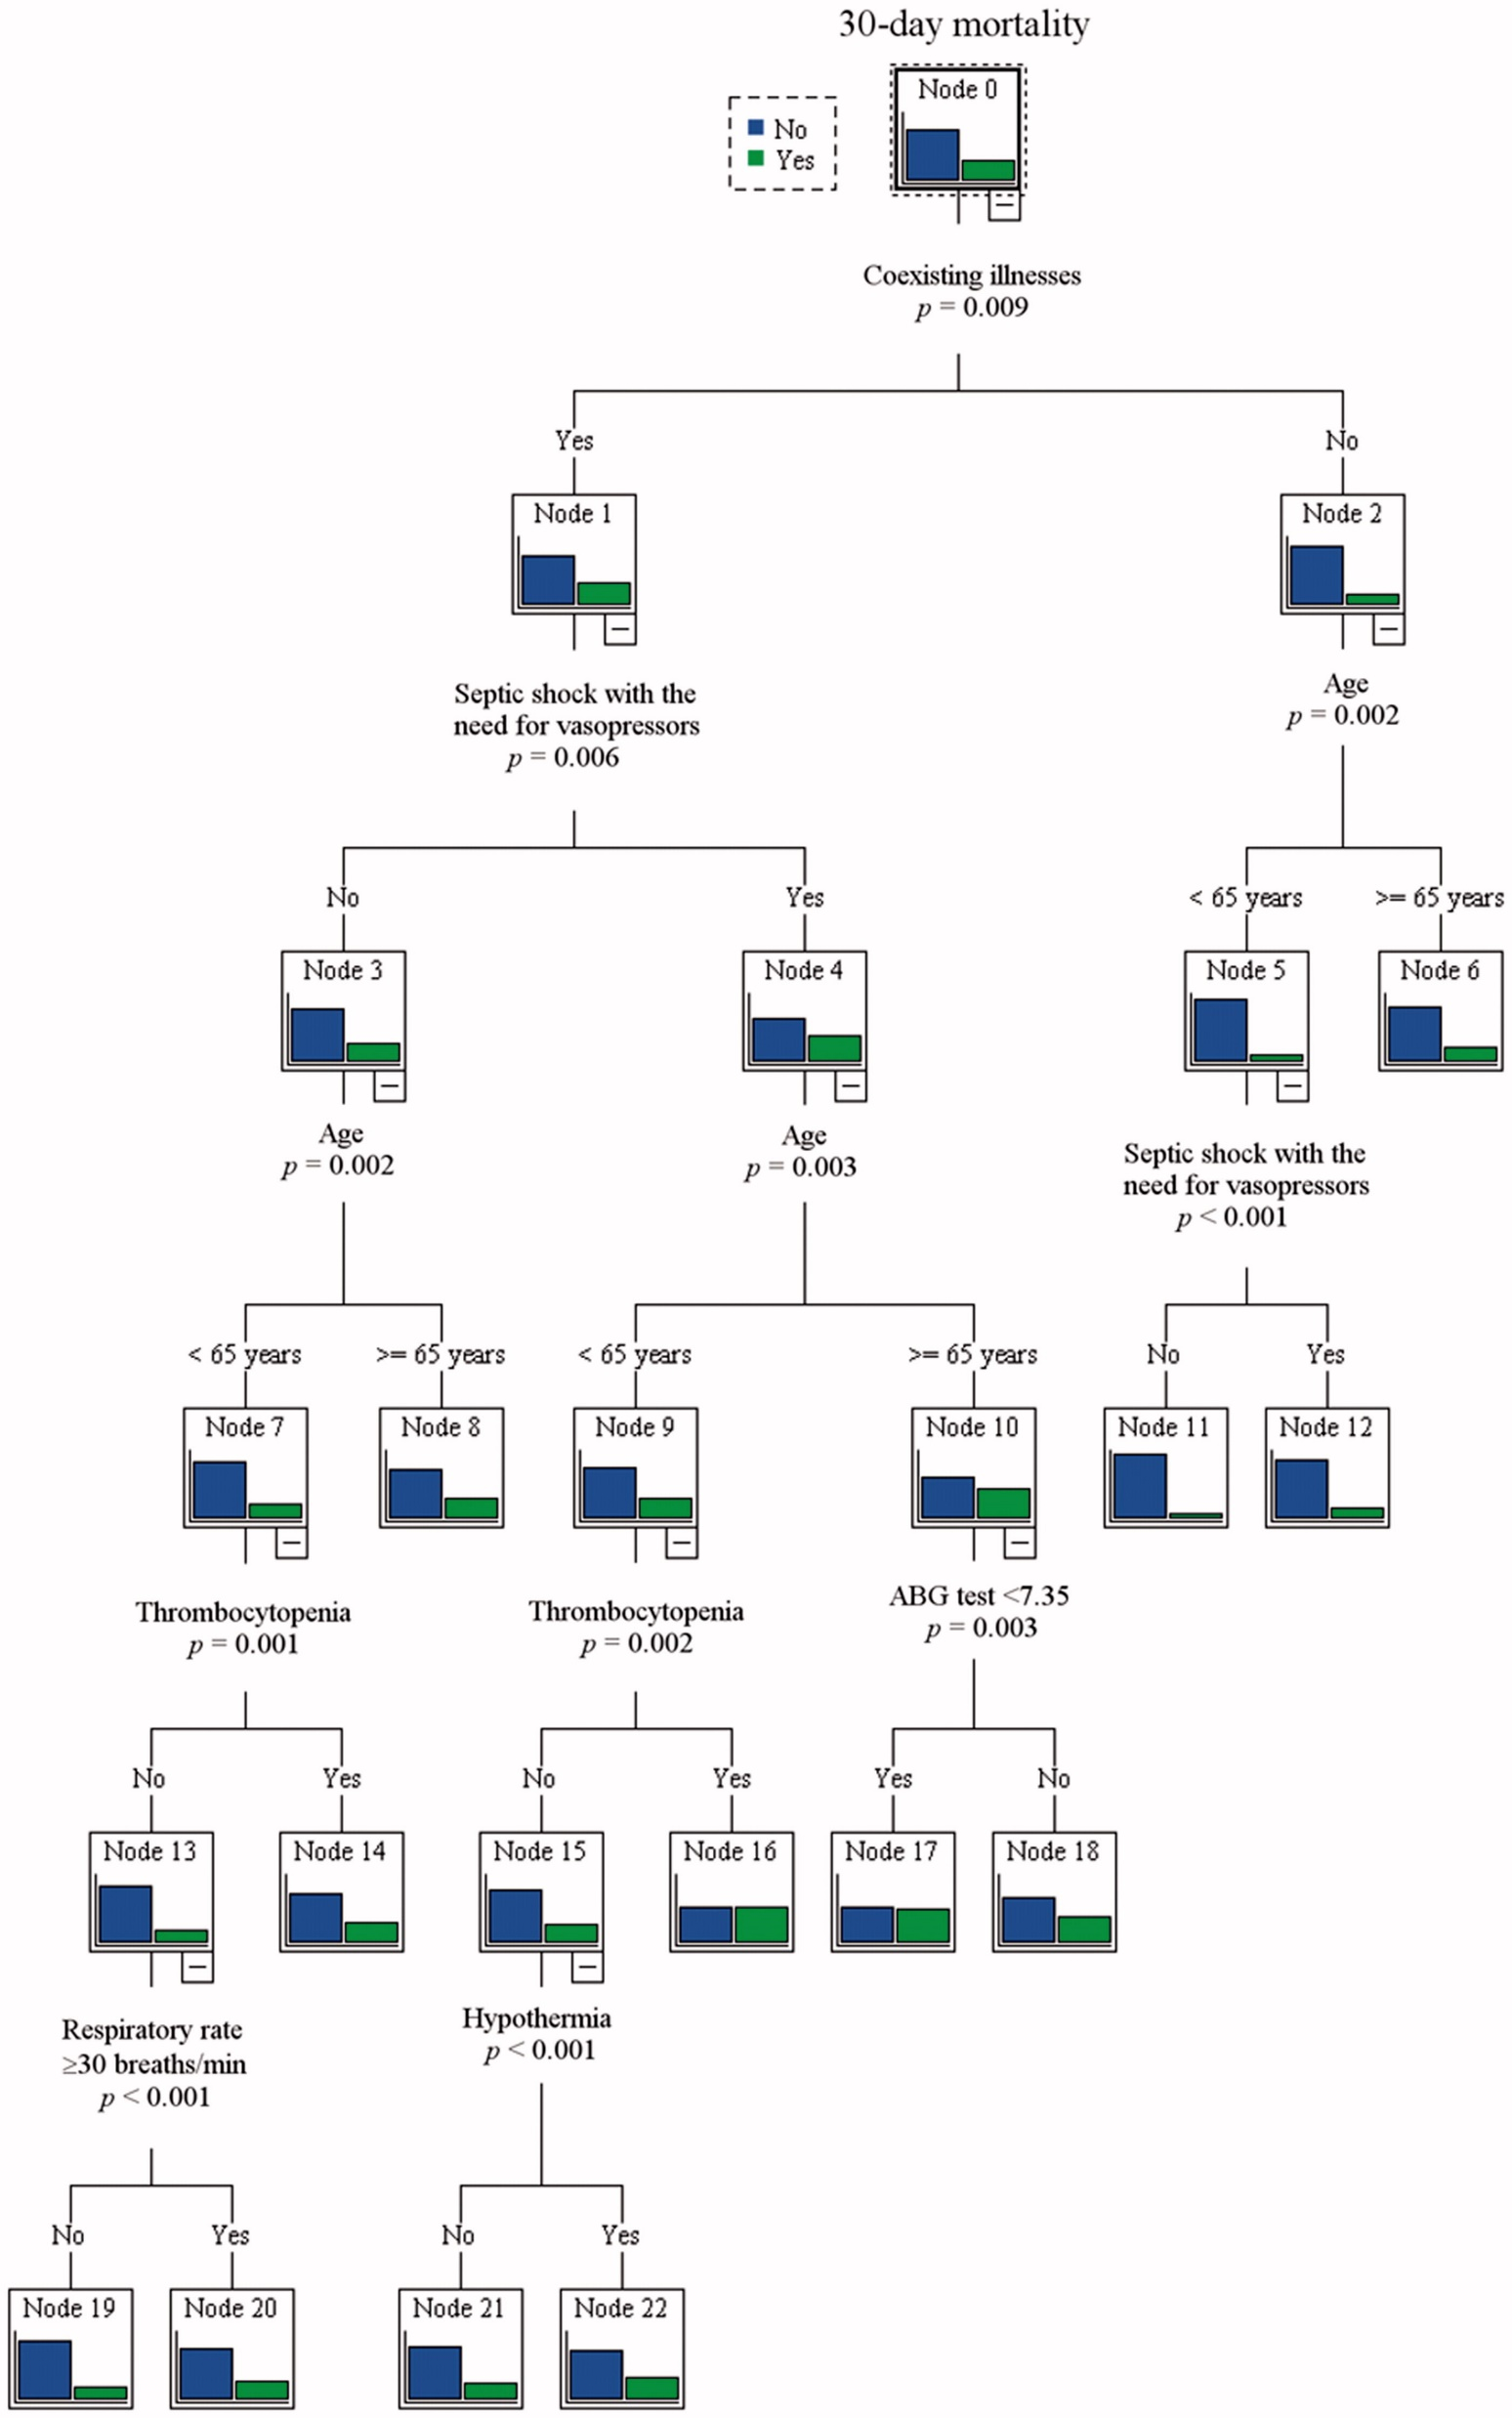 30-day mortality
Node 0
No
Yes
Coexisting illnesses
p = 0.009
Yes
No
Node 1
Node 2
Septic shock with the
need for vasopressors
p = 0.006
Age
p = 0.002
No
Yes
< 65 years
>= 65 years
Node 3
Node 4
Node 5
Node 6
Age
p = 0.002
Age
p = 0.003
Septic shock with the
need for vasopressors
p < 0.001
< 65 years
>= 65 years
< 65 years
>= 65 years
No
Yes
Node 7
Node 8
Node 9
Node 10
Node 11
Node 12
Thrombocytopenia
p = 0.001
Thrombocytopenia
p = 0.002
ABG test <7.35
p = 0.003
No
Yes
No
Yes
Yes
No
Node 13
Node 14
Node 15
Node 16
Node 17
Node 18
Respiratory rate
≥30 breaths/min
p < 0.001
Hypothermia
p < 0.001
No
Yes
No
Yes
Node 19
Node 20
Node 21
Node 22